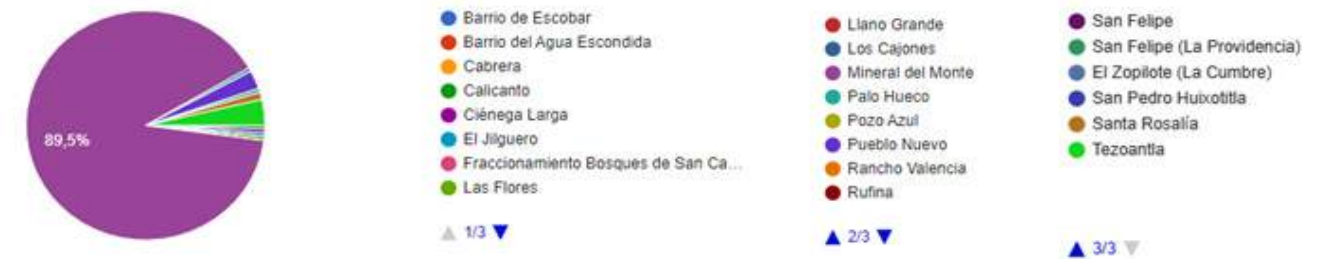 89,5%
Barrio de Escobar
Barrio del Agua Escondida
Cabrera
Calicanto
Ciénega Larga
El Jilguero
Fraccionamiento Bosques de San Ca...
Las Flores
1/3
Llano Grande
Los Cajones
Mineral del Monte
Palo Hueco
Pozo Azul
Pueblo Nuevo
Rancho Valencia
Rufina
2/3
San Felipe
San Felipe (La Providencia)
El Zopilote (La Cumbre)
San Pedro Huixotitla
Santa Rosalía
Tezoantla
3/3